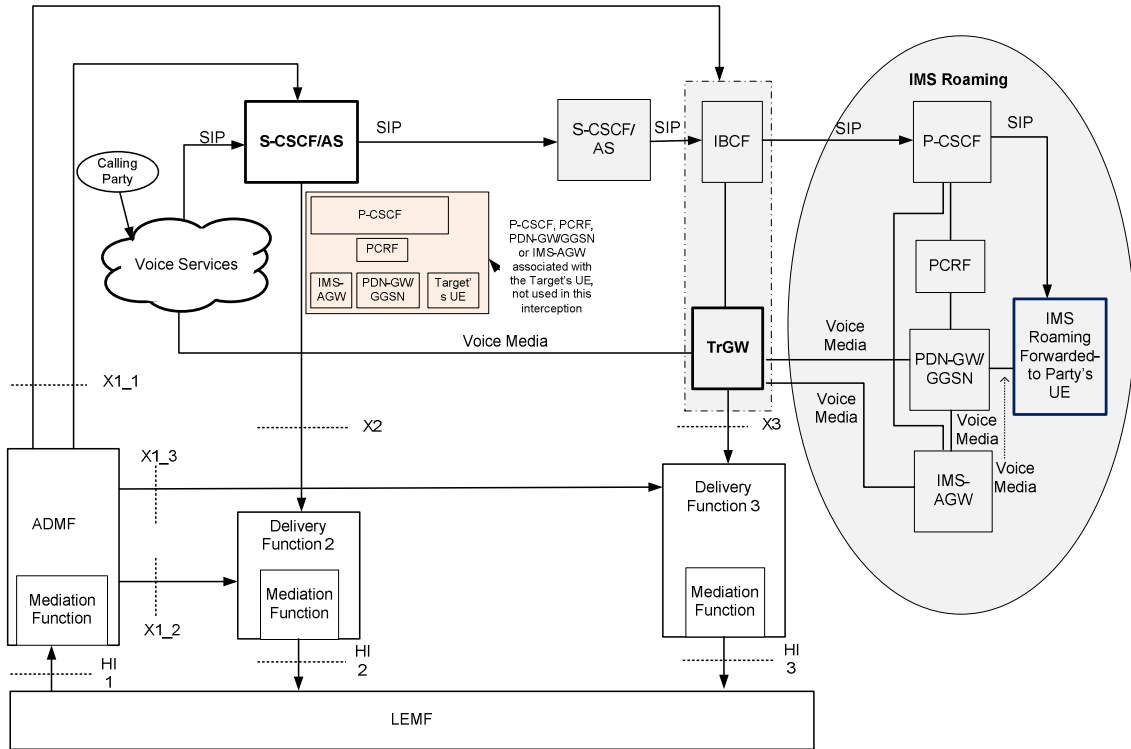 IMS Roaming
SIP
S-CSCF/AS
SIP
S-CSCF/
AS
SIP
IBCF
SIP
P-CSCF
SIP
Calling
Party
Voice Services
P-CSCF
PCRF
IMS-
AGW
PDN-GW/
GGSN
Target'
s UE
P-CSCF, PCRF,
PDN-GW/GGSN
or IMS-AGW
associated with
the Target's UE,
not used in this
interception
PCRF
Voice Media
TrGW
Voice
Media
PDN-GW/
GGSN
IMS
Roaming
Forwarded-
to Party's
UE
X1_1
Voice
Media
Voice
Media
Voice
Media
X2
X3
IMS-
AGW
X1_3
ADMF
Delivery
Function 2
Delivery
Function 3
Mediation
Function
Mediation
Function
Mediation
Function
X1_2
HI
1
HI
2
HI
3
LEMF